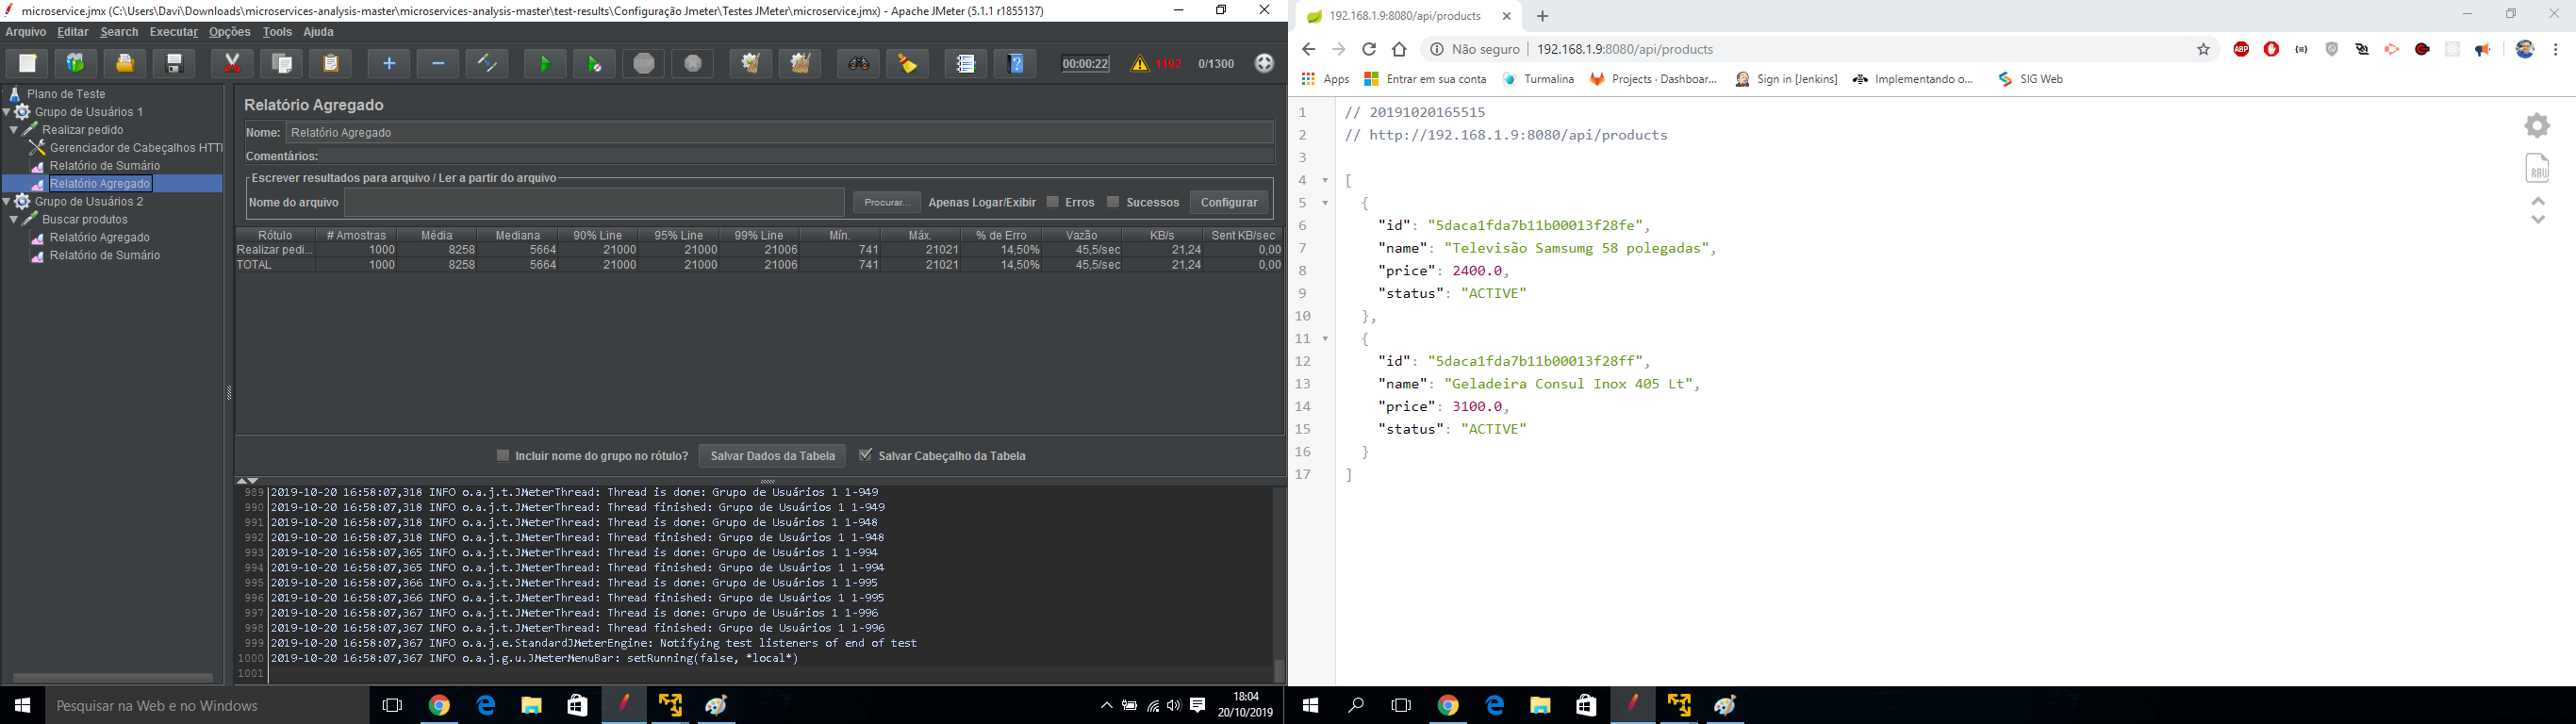 microservice.jmx (C:\Users\Davi\Downloads\microservices-analysis-master\microservices-analysis-master\test-results\Configuração Jmeter\Testes JMeter\microservice.jmx) - Apache JMeter (5.1.1 r1855137)
Arquivo Editar Search Executar Opções Tools Ajuda
00:00:22 1192 0/1300
Plano de Teste
Grupo de Usuários 1
Realizar pedido
Gerenciador de Cabeçalhos HTTI
Relatório de Sumário
Relatório Agregado
Grupo de Usuários 2
Buscar produtos
Relatório Agregado
Relatório de Sumário
Relatório Agregado
Nome: Relatório Agregado
Comentários:
Escrever resultados para arquivo / Ler a partir do arquivo
Nome do arquivo Procurar... Apenas Logar/Exibir Erros Sucessos Configurar
Rótulo # Amostras Média Mediana 90% Line 95% Line 99% Line Mín. Máx. % de Erro Vazão KB/s Sent KB/sec
Realizar pedi... 1000 8258 5664 21000 21000 21006 741 21021 14,50% 45,5/sec 21,24 0,00
TOTAL 1000 8258 5664 21000 21000 21006 741 21021 14,50% 45,5/sec 21,24 0,00
Incluir nome do grupo no rótulo? Salvar Dados da Tabela Salvar Cabeçalho da Tabela
989 2019-10-20 16:58:07,318 INFO o.a.j.t.JMeterThread: Thread is done: Grupo de Usuários 1 1-949
990 2019-10-20 16:58:07,318 INFO o.a.j.t.JMeterThread: Thread finished: Grupo de Usuários 1 1-949
991 2019-10-20 16:58:07,318 INFO o.a.j.t.JMeterThread: Thread is done: Grupo de Usuários 1 1-948
992 2019-10-20 16:58:07,318 INFO o.a.j.t.JMeterThread: Thread finished: Grupo de Usuários 1 1-948
993 2019-10-20 16:58:07,365 INFO o.a.j.t.JMeterThread: Thread is done: Grupo de Usuários 1 1-994
994 2019-10-20 16:58:07,365 INFO o.a.j.t.JMeterThread: Thread finished: Grupo de Usuários 1 1-994
995 2019-10-20 16:58:07,366 INFO o.a.j.t.JMeterThread: Thread is done: Grupo de Usuários 1 1-995
996 2019-10-20 16:58:07,366 INFO o.a.j.t.JMeterThread: Thread finished: Grupo de Usuários 1 1-995
997 2019-10-20 16:58:07,367 INFO o.a.j.t.JMeterThread: Thread is done: Grupo de Usuários 1 1-996
998 2019-10-20 16:58:07,367 INFO o.a.j.t.JMeterThread: Thread finished: Grupo de Usuários 1 1-996
999 2019-10-20 16:58:07,367 INFO o.a.j.e.StandardJMeterEngine: Notifying test listeners of end of test
1000 2019-10-20 16:58:07,367 INFO o.a.j.g.u.JMeterMenuBar: setRunning(false, *local*)
1001
Pesquisar na Web e no Windows
18:04
20/10/2019
192.168.1.9:8080/api/products
Não seguro | 192.168.1.9:8080/api/products
ABP
Apps Entrar em sua conta Turmalina Projects · Dashboar... Sign in [Jenkins] Implementando o... SIG Web
1 // 20191020165515
2 // http://192.168.1.9:8080/api/products
3
4 [
5 {
6 "id": "5daca1fda7b11b00013f28fe",
7 "name": "Televisão Samsumg 58 polegadas",
8 "price": 2400.0,
9 "status": "ACTIVE"
10 },
11 {
12 "id": "5daca1fda7b11b00013f28ff",
13 "name": "Geladeira Consul Inox 405 Lt",
14 "price": 3100.0,
15 "status": "ACTIVE"
16 }
17 ]
RAW